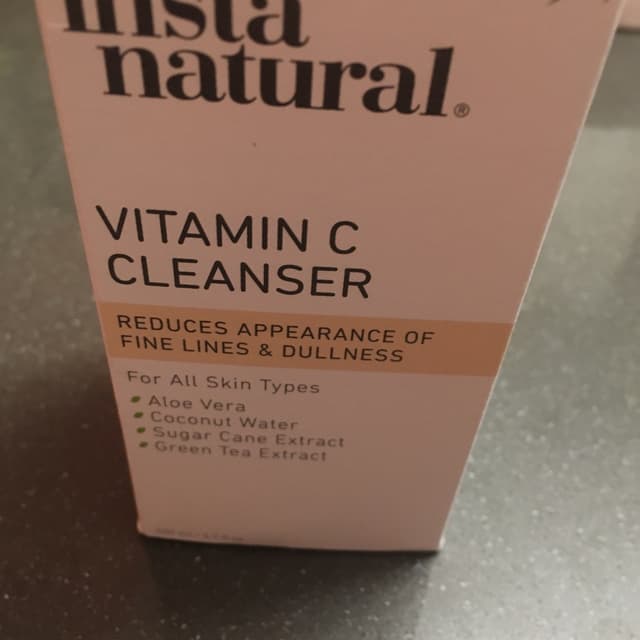 insta
natural®
VITAMIN C
CLEANSER
REDUCES APPEARANCE OF
FINE LINES & DULLNESS
For All Skin Types
Aloe Vera
Coconut Water
Sugar Cane Extract
Green Tea Extract